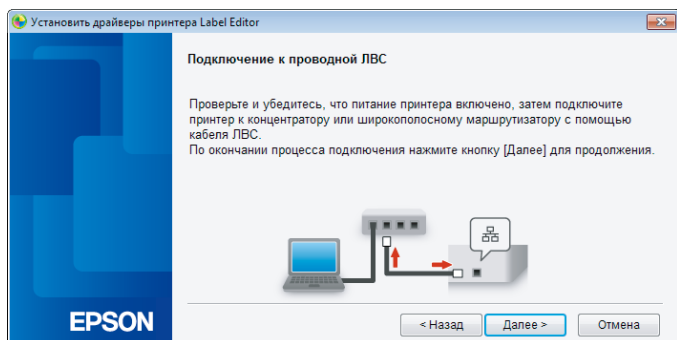 Установить драйверы принтера Label Editor
Подключение к проводной ЛВС
Проверьте и убедитесь, что питание принтера включено, затем подключите
принтер к концентратору или широкополосному маршрутизатору с помощью
кабеля ЛВС.
По окончании процесса подключения нажмите кнопку [Далее] для продолжения.
EPSON
< Назад
Далее >
Отмена